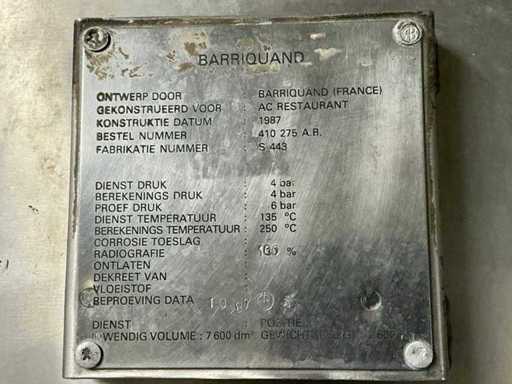 BARRIQUAND
ONTWERP DOOR : BARRIQUAND (FRANCE)
GEKONSTRUEERD VOOR : AC RESTAURANT
KONSTRUKTIE DATUM : 1987
BESTEL NUMMER : 410 275 A.R.
FABRIKATIE NUMMER : S 443
DIENST DRUK : 4 bar
BEREKENINGS DRUK : 4 bar
PROEF DRUK : 6 bar
DIENST TEMPERATUUR : 135 °C
BEREKENINGS TEMPERATUUR : 250 °C
CORROSIE TOESLAG :
RADIOGRAFIE : %
ONTLATEN :
DEKREET VAN :
VLOEISTOF :
BEPROEVING DATA
DIENST POZITIE
INWENDIG VOLUME : 7 600 dm³